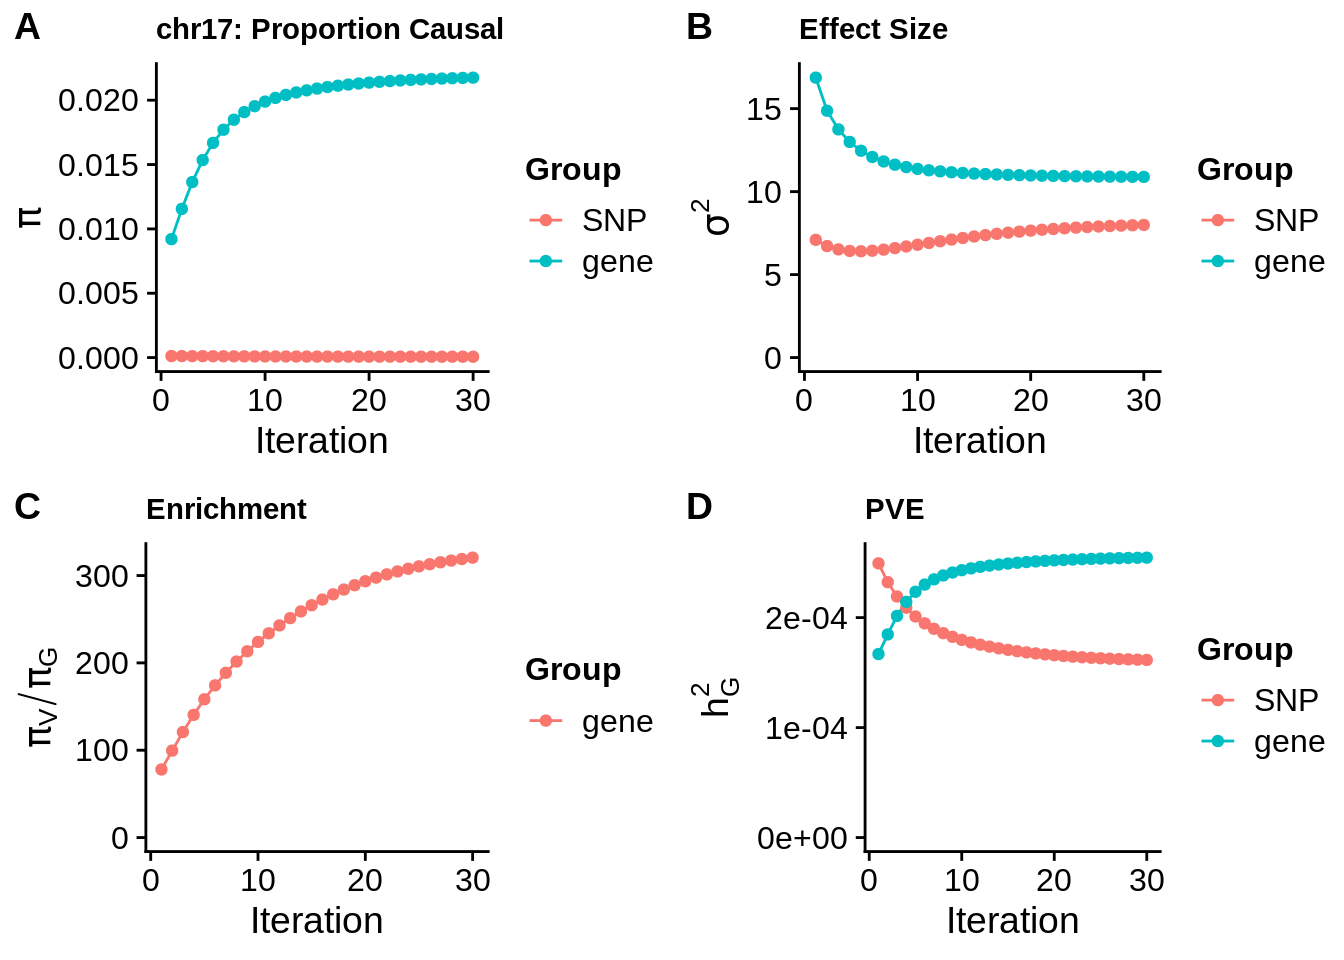 A
chr17: Proportion Causal
π
0.020
0.015
0.010
0.005
0.000
0 10 20 30
Iteration
Group
SNP
gene
B
Effect Size
σ²
15
10
5
0
0 10 20 30
Iteration
Group
SNP
gene
C
Enrichment
π_V/π_G
300
200
100
0
0 10 20 30
Iteration
Group
gene
D
PVE
h²_G
2e-04
1e-04
0e+00
0 10 20 30
Iteration
Group
SNP
gene